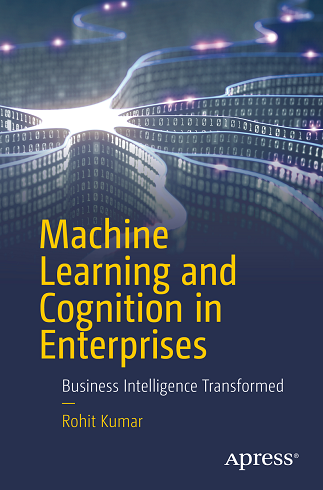 Machine
Learning and
Cognition in
Enterprises
Business Intelligence Transformed
Rohit Kumar
Apress®